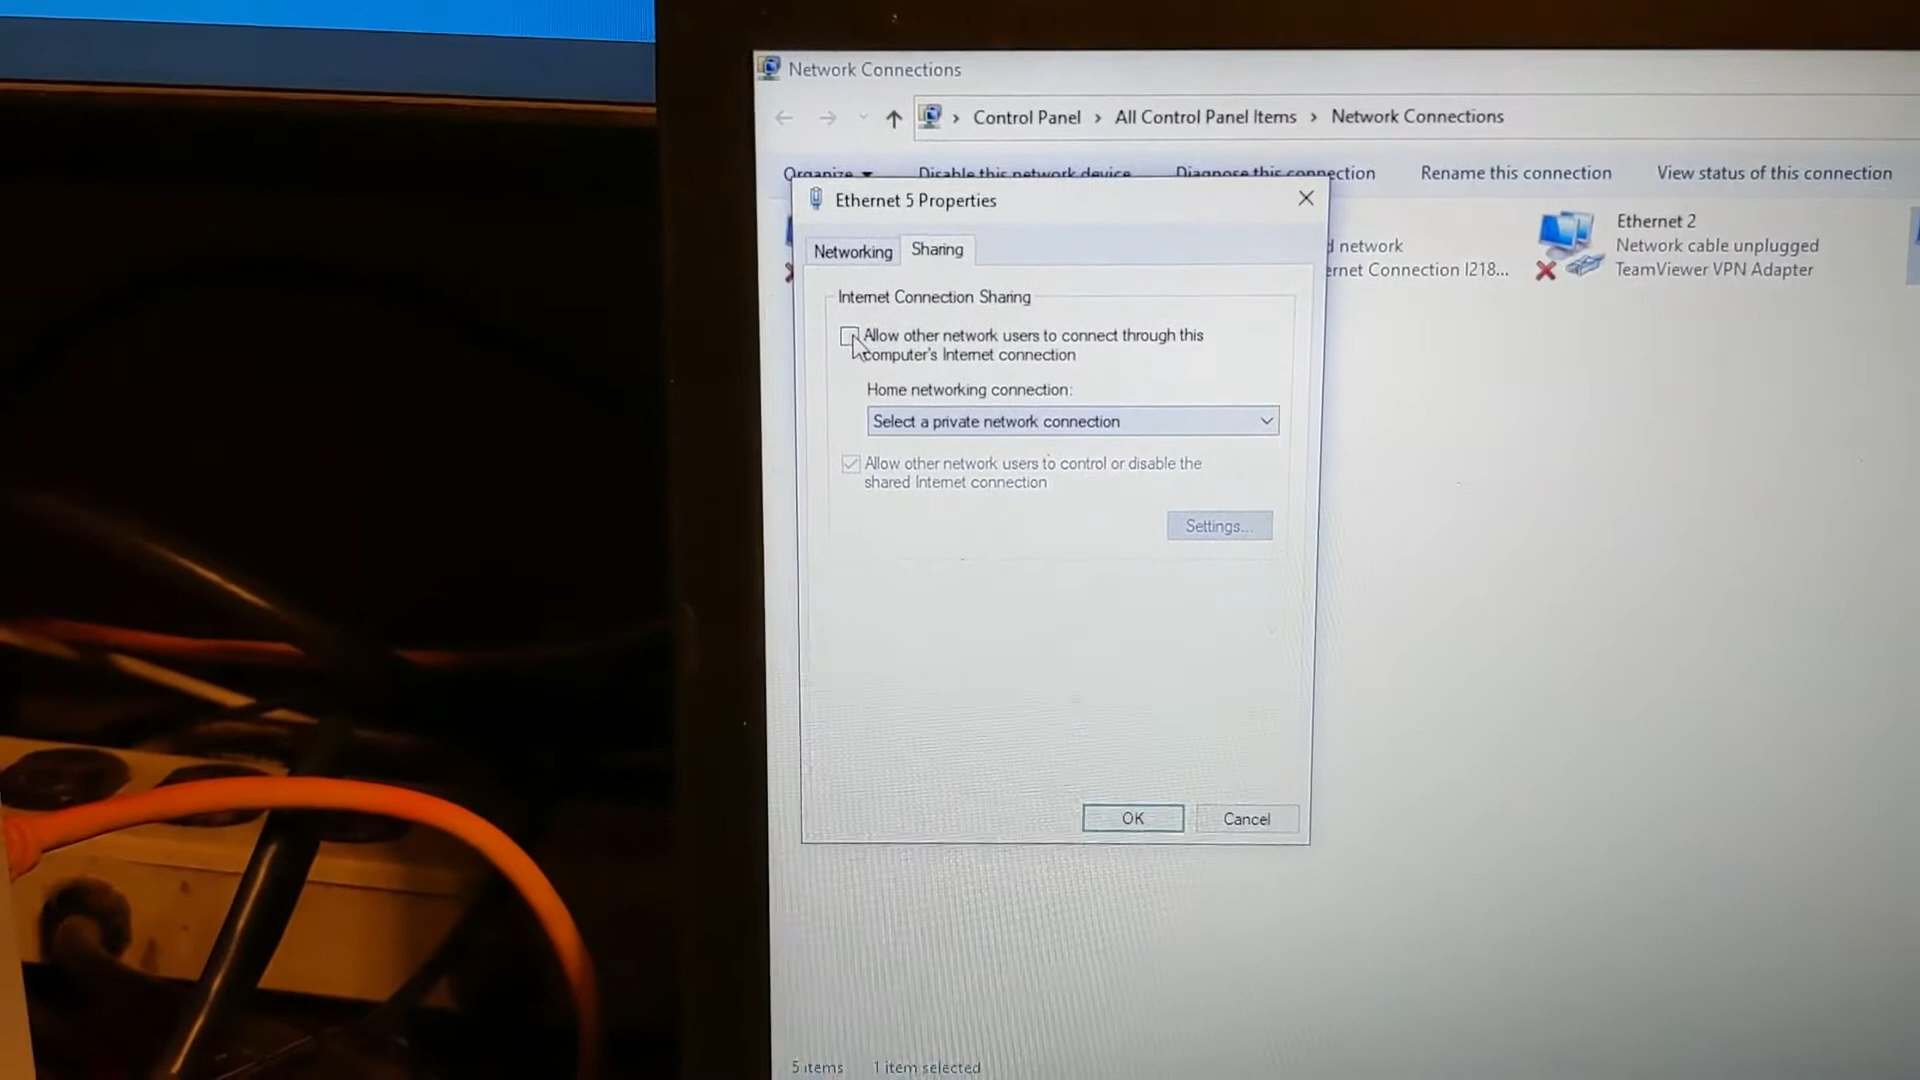 Network Connections
Control Panel > All Control Panel Items > Network Connections
Organize Disable this network device Diagnose this connection Rename this connection View status of this connection
Ethernet 5 Properties
Ethernet 2
Networking Sharing
network
Network cable unplugged
ernet Connection I218...
TeamViewer VPN Adapter
Internet Connection Sharing
Allow other network users to connect through this
computer's Internet connection
Home networking connection:
Select a private network connection
Allow other network users to control or disable the
shared Internet connection
Settings...
OK Cancel
5 items 1 item selected